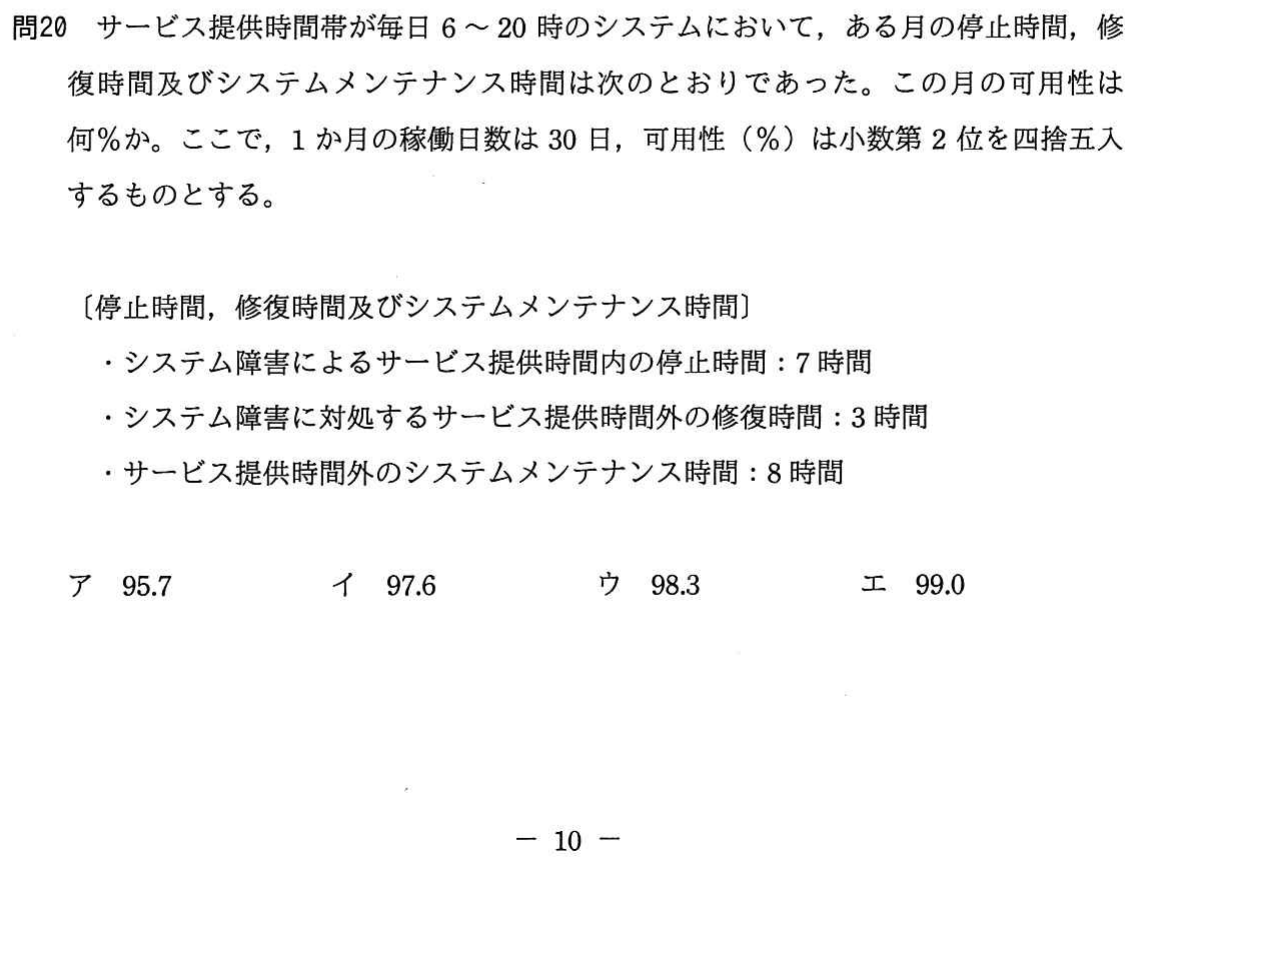 問20 サービス提供時間帯が毎日 6 ～ 20 時のシステムにおいて，ある月の停止時間，修
復時間及びシステムメンテナンス時間は次のとおりであった。この月の可用性は
何％か。ここで，1 か月の稼働日数は 30 日，可用性（％）は小数第 2 位を四捨五入
するものとする。
〔停止時間，修復時間及びシステムメンテナンス時間〕
・システム障害によるサービス提供時間内の停止時間：7 時間
・システム障害に対処するサービス提供時間外の修復時間：3 時間
・サービス提供時間外のシステムメンテナンス時間：8 時間
ア 95.7 イ 97.6 ウ 98.3 エ 99.0
－ 10 －